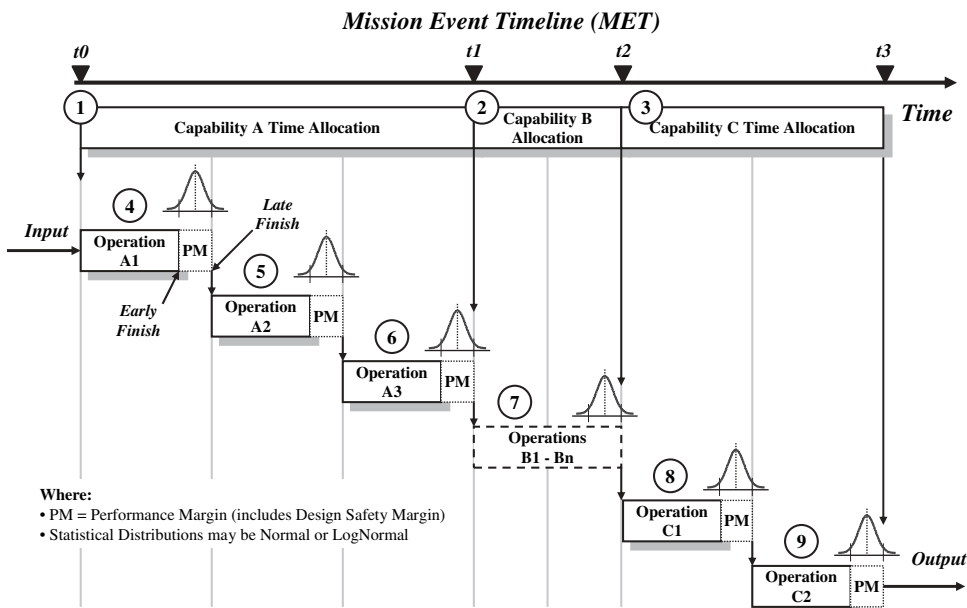 Mission Event Timeline (MET)
t0
t1
t2
t3
Time
1
2
3
Capability A Time Allocation
Capability B
Allocation
Capability C Time Allocation
4
Late
Finish
Input
Operation
A1
PM
Early
Finish
5
Operation
A2
PM
6
Operation
A3
PM
7
Operations
B1 - Bn
8
Operation
C1
PM
9
Operation
C2
PM
Output
Where:
• PM = Performance Margin (includes Design Safety Margin)
• Statistical Distributions may be Normal or LogNormal